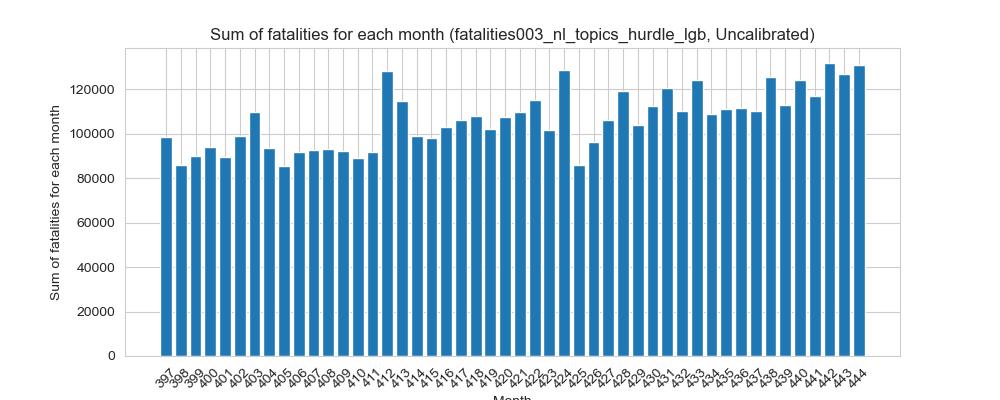 Sum of fatalities for each month (fatalities003_nl_topics_hurdle_lgb, Uncalibrated)
Sum of fatalities for each month
120000
100000
80000
60000
40000
20000
0
397 398 399 400 401 402 403 404 405 406 407 408 409 410 411 412 413 414 415 416 417 418 419 420 421 422 423 424 425 426 427 428 429 430 431 432 433 434 435 436 437 438 439 440 441 442 443 444
Month